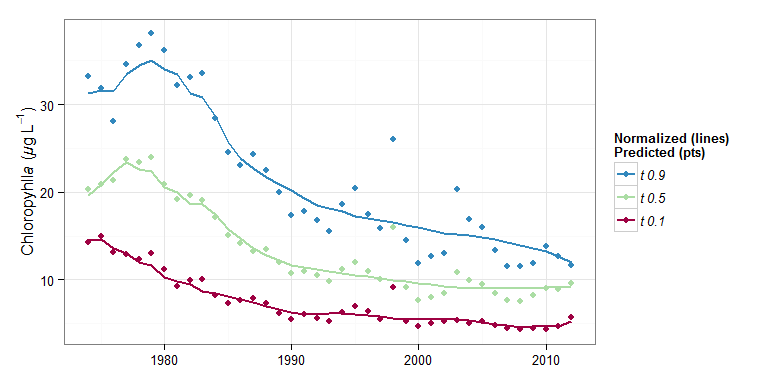 Chloropyhlla (µg L⁻¹)
30
20
10
1980
1990
2000
2010
Normalized (lines)
Predicted (pts)
t 0.9
t 0.5
t 0.1